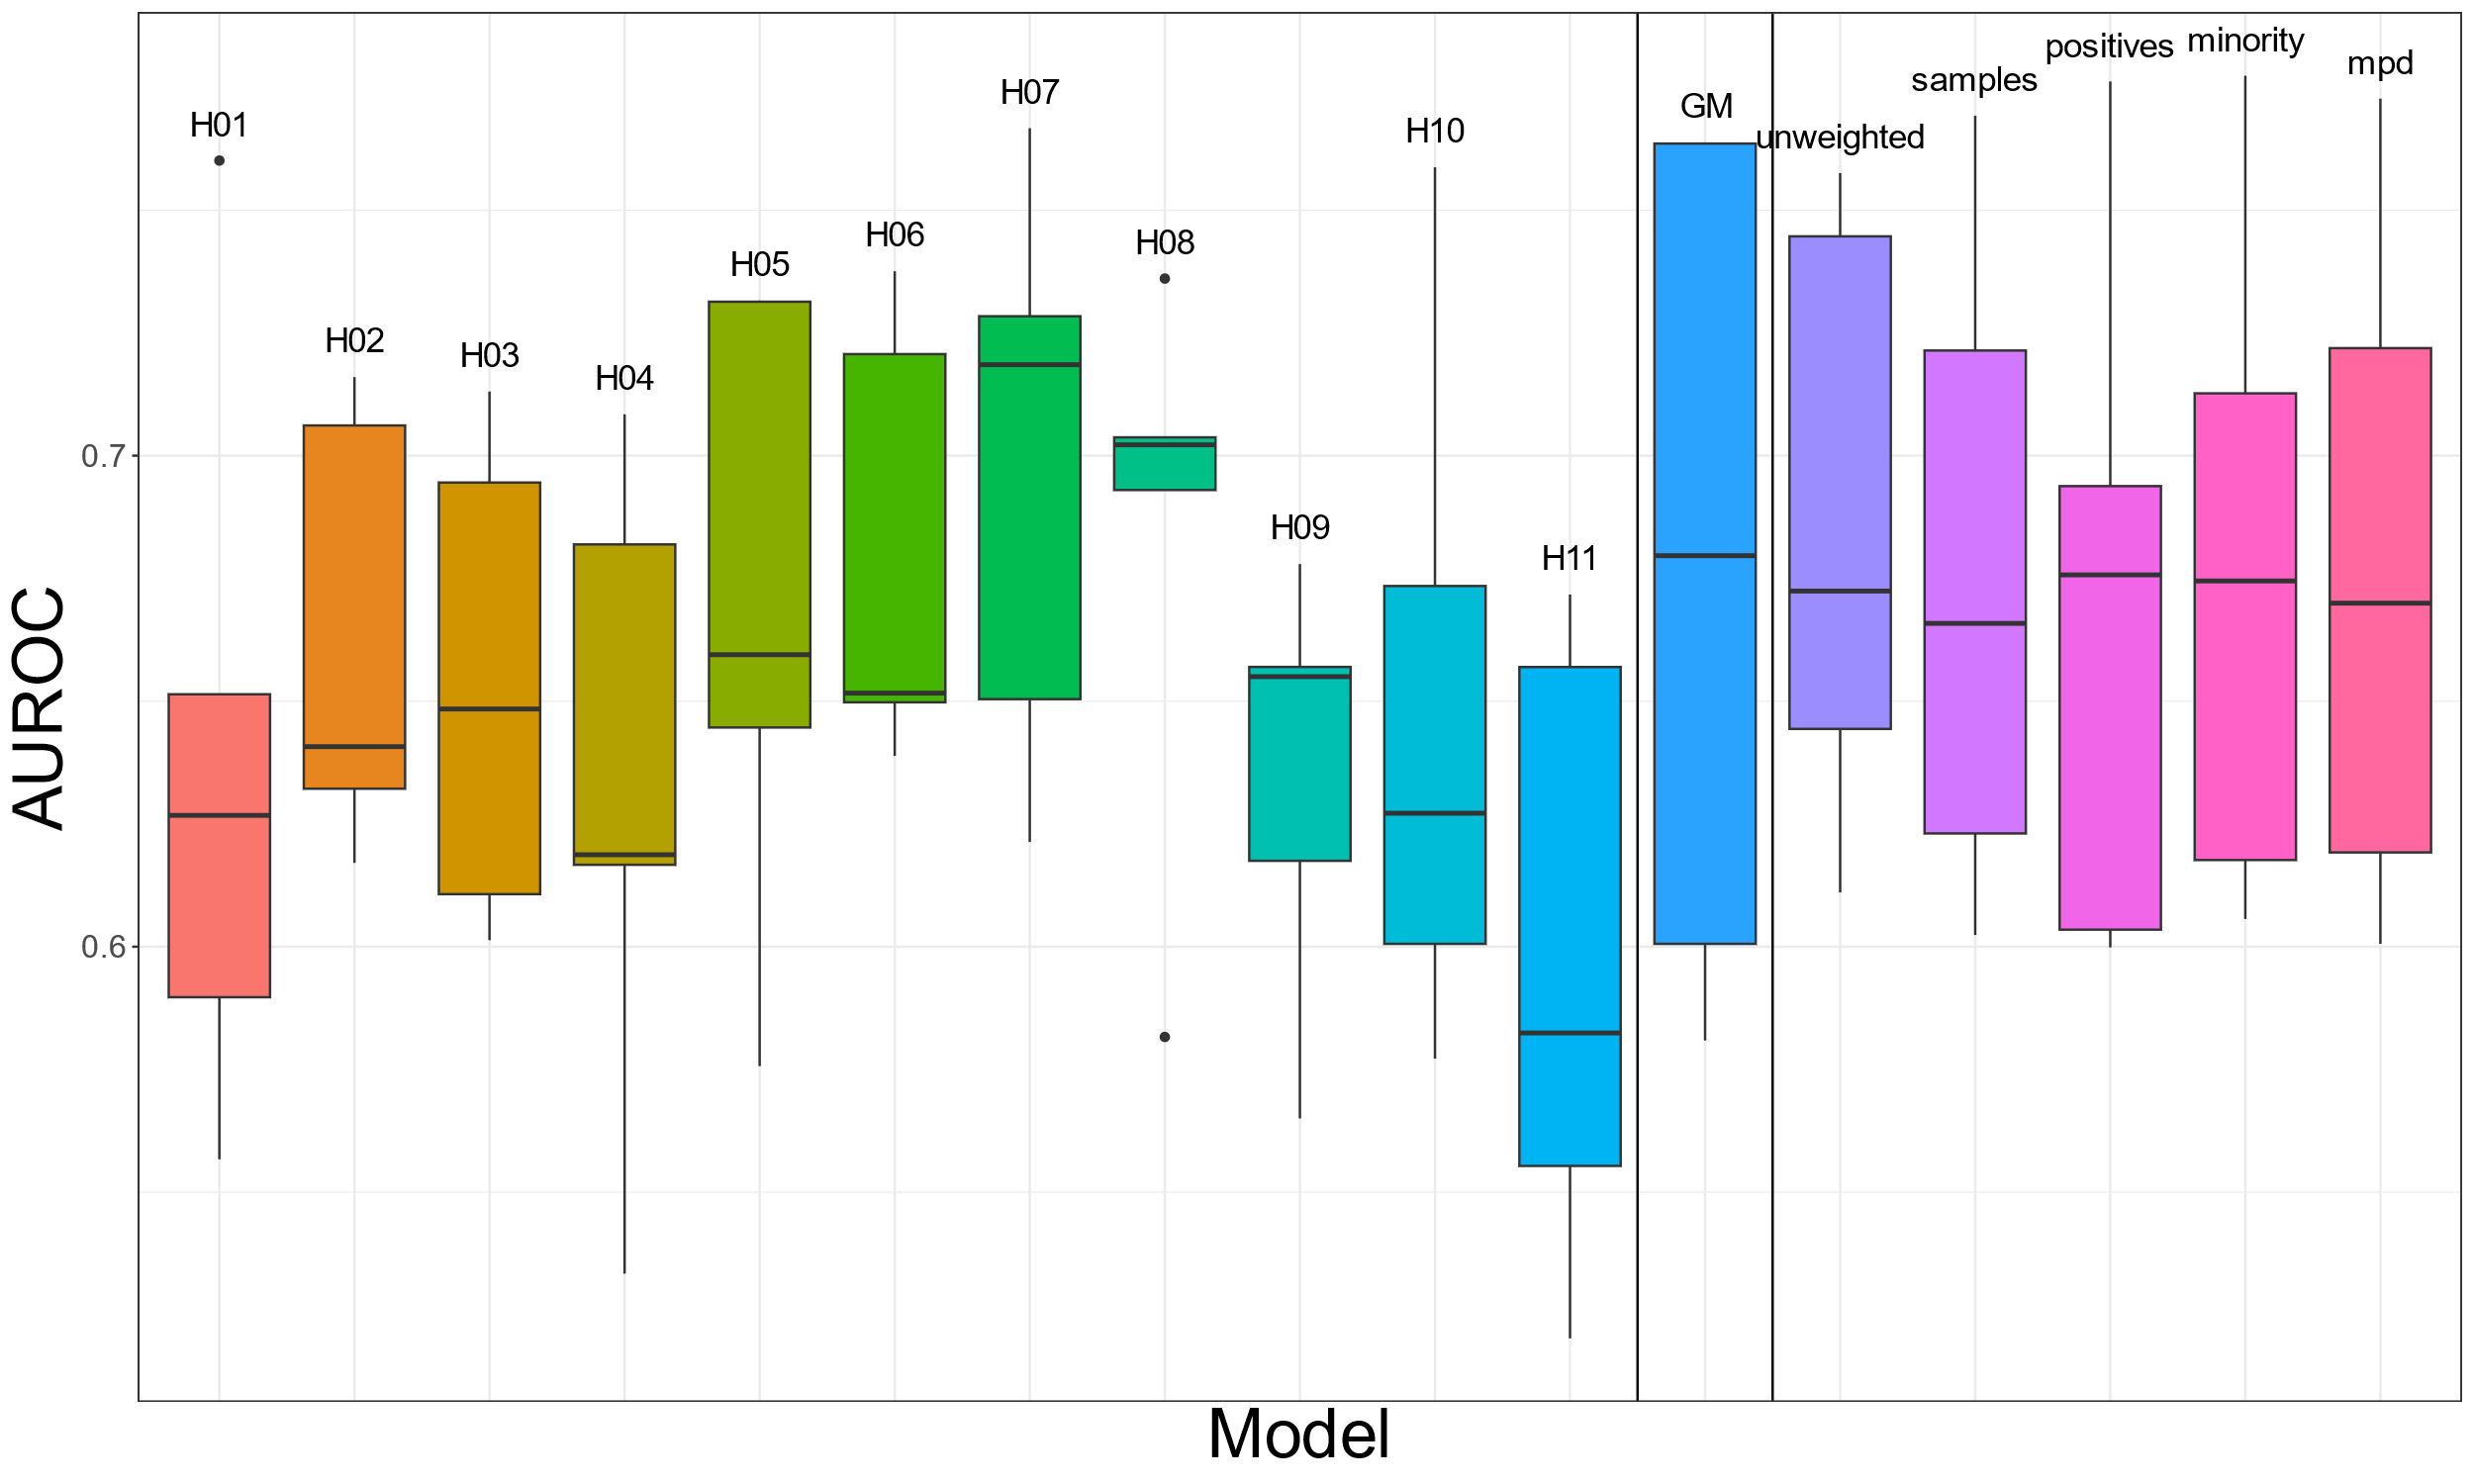 AUROC
0.7
0.6
H01
H02
H03
H04
H05
H06
H07
H08
H09
H10
H11
GM
unweighted
samples
positives
minority
mpd
Model